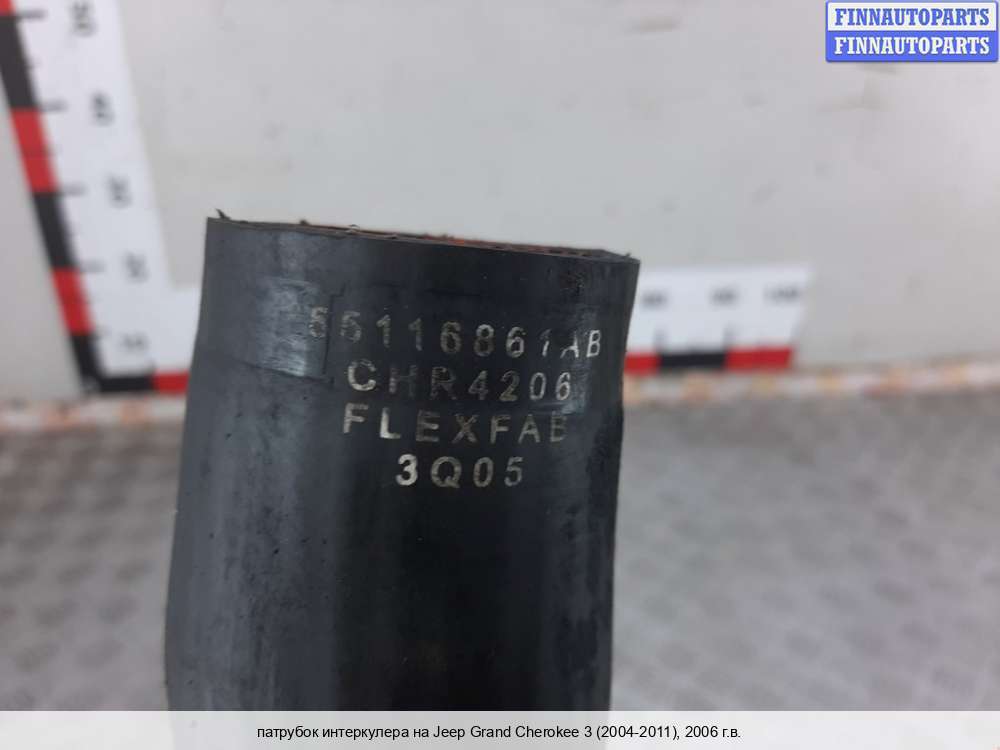 FINNAUTOPARTS
FINNAUTOPARTS
55116861AB
CHR4206
FLEXFAB
3Q05
патрубок интеркулера на Jeep Grand Cherokee 3 (2004-2011), 2006 г.в.